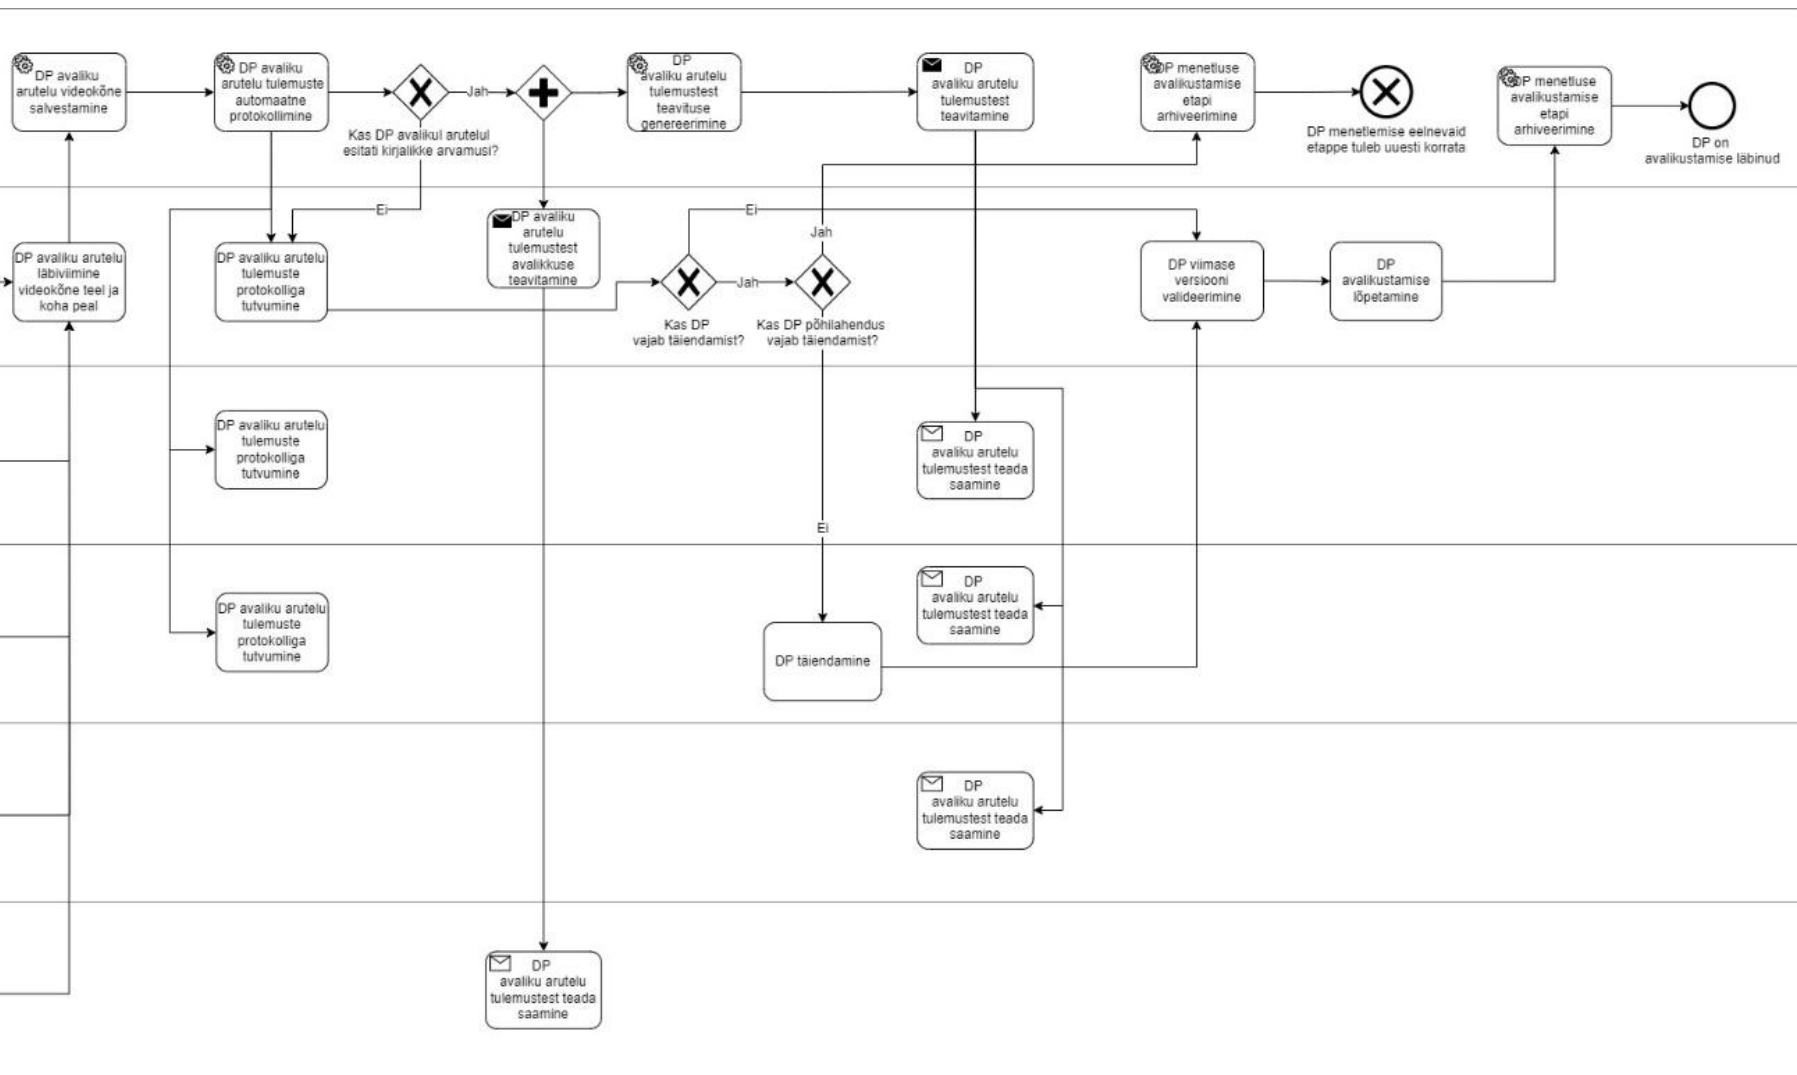 DP avaliku
arutelu videokõne
salvestamine
DP avaliku
arutelu tulemuste
automaatne
protokollimine
Jah
Kas DP avalikul arutelul
esitati kirjalikke arvamusi?
DP
avaliku arutelu
tulemustest
teavituse
genereerimine
DP
avaliku arutelu
tulemustest
teavitamine
DP menetluse
avalikustamise
etapi
arhiveerimine
DP menetlemise eelnevaid
etappe tuleb uuesti korrata
DP menetluse
avalikustamise
etapi
arhiveerimine
DP on
avalikustamise läbinud
DP avaliku arutelu
läbiviimine
videokõne teel ja
koha peal
DP avaliku arutelu
tulemuste
protokolliga
tutvumine
Ei
DP avaliku
arutelu
tulemustest
avalikkuse
teavitamine
Ei
Jah
Jah
Kas DP
vajab täiendamist?
Kas DP põhilahendus
vajab täiendamist?
DP viimase
versiooni
valideerimine
DP
avalikustamise
lõpetamine
DP avaliku arutelu
tulemuste
protokolliga
tutvumine
DP
avaliku arutelu
tulemustest teada
saamine
Ei
DP avaliku arutelu
tulemuste
protokolliga
tutvumine
DP täiendamine
DP
avaliku arutelu
tulemustest teada
saamine
DP
avaliku arutelu
tulemustest teada
saamine
DP
avaliku arutelu
tulemustest teada
saamine